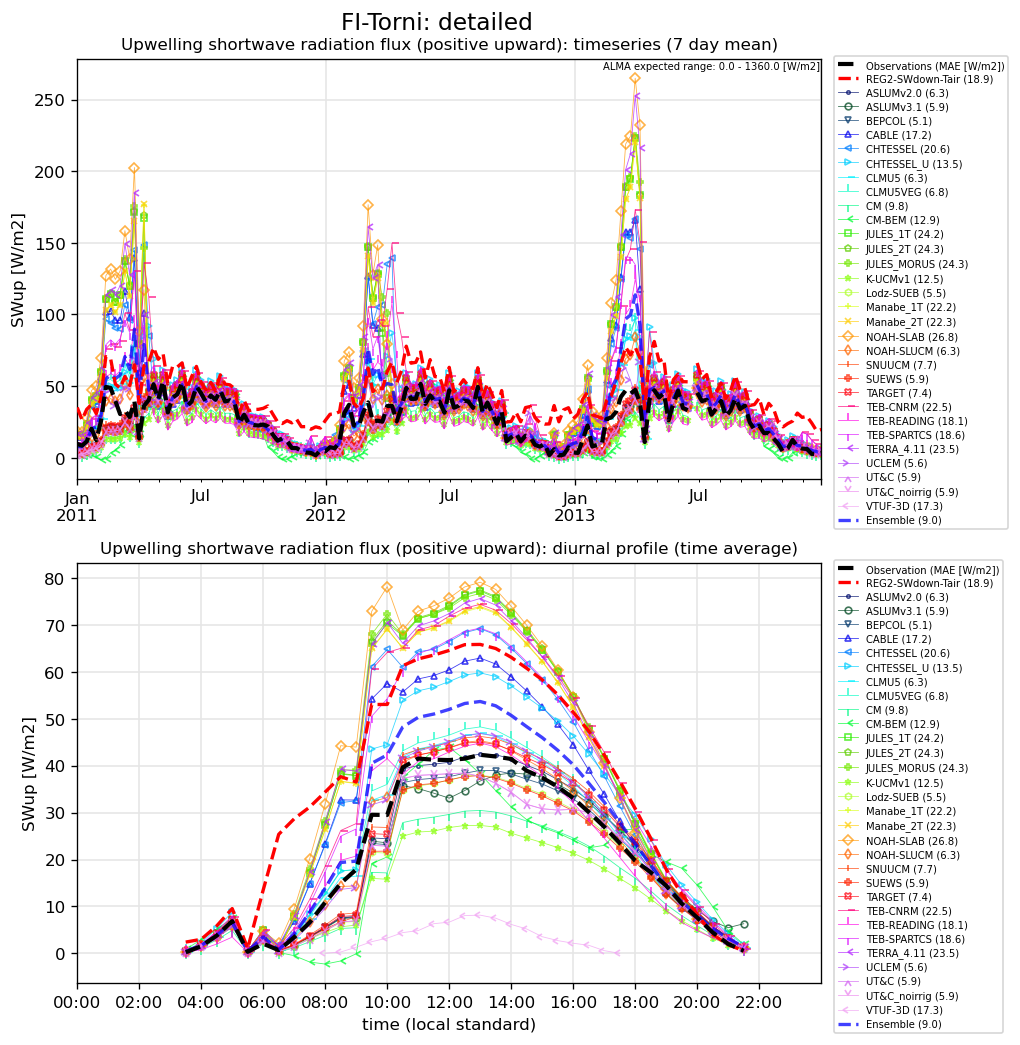 FI-Torni: detailed
Upwelling shortwave radiation flux (positive upward): timeseries (7 day mean)
ALMA expected range: 0.0 - 1360.0 [W/m2]
SWup [W/m2]
250
200
150
100
50
0
Jan
2011
Jul
Jan
2012
Jul
Jan
2013
Jul
Observations (MAE [W/m2])
REG2-SWdown-Tair (18.9)
ASLUMv2.0 (6.3)
ASLUMv3.1 (5.9)
BEPCOL (5.1)
CABLE (17.2)
CHTESSEL (20.6)
CHTESSEL_U (13.5)
CLMU5 (6.3)
CLMU5VEG (6.8)
CM (9.8)
CM-BEM (12.9)
JULES_1T (24.2)
JULES_2T (24.3)
JULES_MORUS (24.3)
K-UCMv1 (12.5)
Lodz-SUEB (5.5)
Manabe_1T (22.2)
Manabe_2T (22.3)
NOAH-SLAB (26.8)
NOAH-SLUCM (6.3)
SNUUCM (7.7)
SUEWS (5.9)
TARGET (7.4)
TEB-CNRM (22.5)
TEB-READING (18.1)
TEB-SPARTCS (18.6)
TERRA_4.11 (23.5)
UCLEM (5.6)
UT&C (5.9)
UT&C_noirrig (5.9)
VTUF-3D (17.3)
Ensemble (9.0)
Upwelling shortwave radiation flux (positive upward): diurnal profile (time average)
SWup [W/m2]
80
70
60
50
40
30
20
10
0
00:00
02:00
04:00
06:00
08:00
10:00
12:00
14:00
16:00
18:00
20:00
22:00
time (local standard)
Observation (MAE [W/m2])
REG2-SWdown-Tair (18.9)
ASLUMv2.0 (6.3)
ASLUMv3.1 (5.9)
BEPCOL (5.1)
CABLE (17.2)
CHTESSEL (20.6)
CHTESSEL_U (13.5)
CLMU5 (6.3)
CLMU5VEG (6.8)
CM (9.8)
CM-BEM (12.9)
JULES_1T (24.2)
JULES_2T (24.3)
JULES_MORUS (24.3)
K-UCMv1 (12.5)
Lodz-SUEB (5.5)
Manabe_1T (22.2)
Manabe_2T (22.3)
NOAH-SLAB (26.8)
NOAH-SLUCM (6.3)
SNUUCM (7.7)
SUEWS (5.9)
TARGET (7.4)
TEB-CNRM (22.5)
TEB-READING (18.1)
TEB-SPARTCS (18.6)
TERRA_4.11 (23.5)
UCLEM (5.6)
UT&C (5.9)
UT&C_noirrig (5.9)
VTUF-3D (17.3)
Ensemble (9.0)